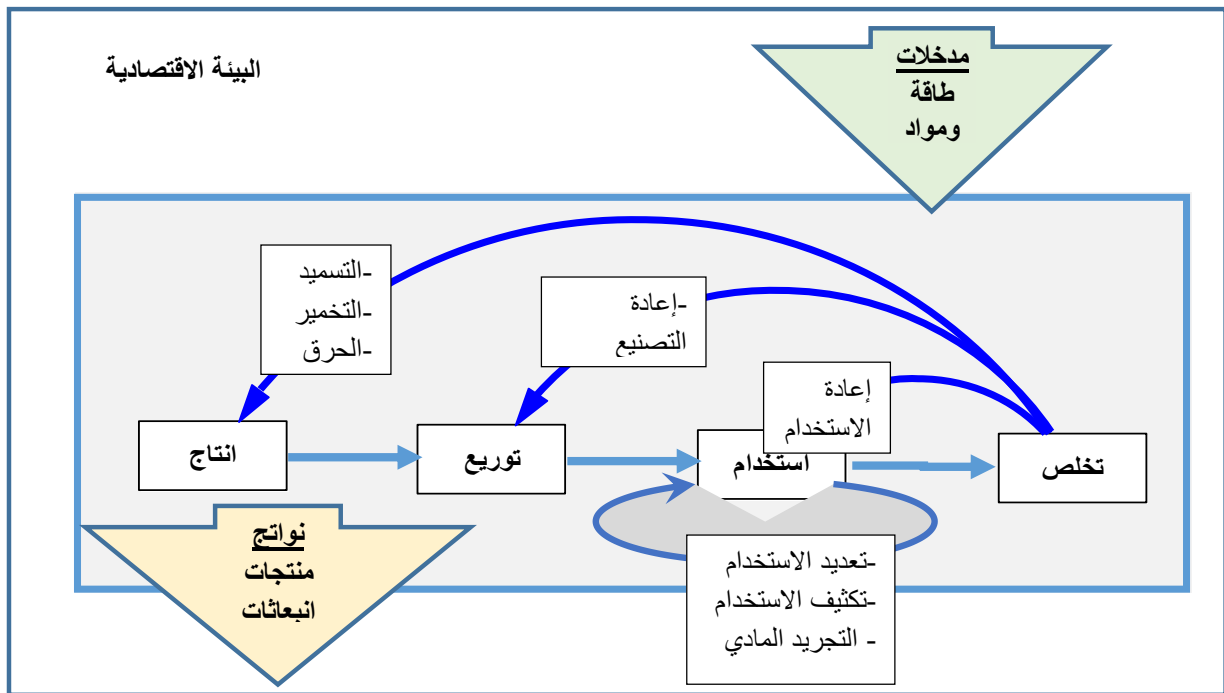 البيئة الاقتصادية
مدخلات
طاقة
ومواد
-التسميد
-التخمير
-الحرق
-إعادة
التصنيع
إعادة
الاستخدام
انتاج
توريع
استخدام
تخلص
نواتج
منتجات
انبعاثات
-تعديد الاستخدام
-تكثيف الاستخدام
- التجريد المادي